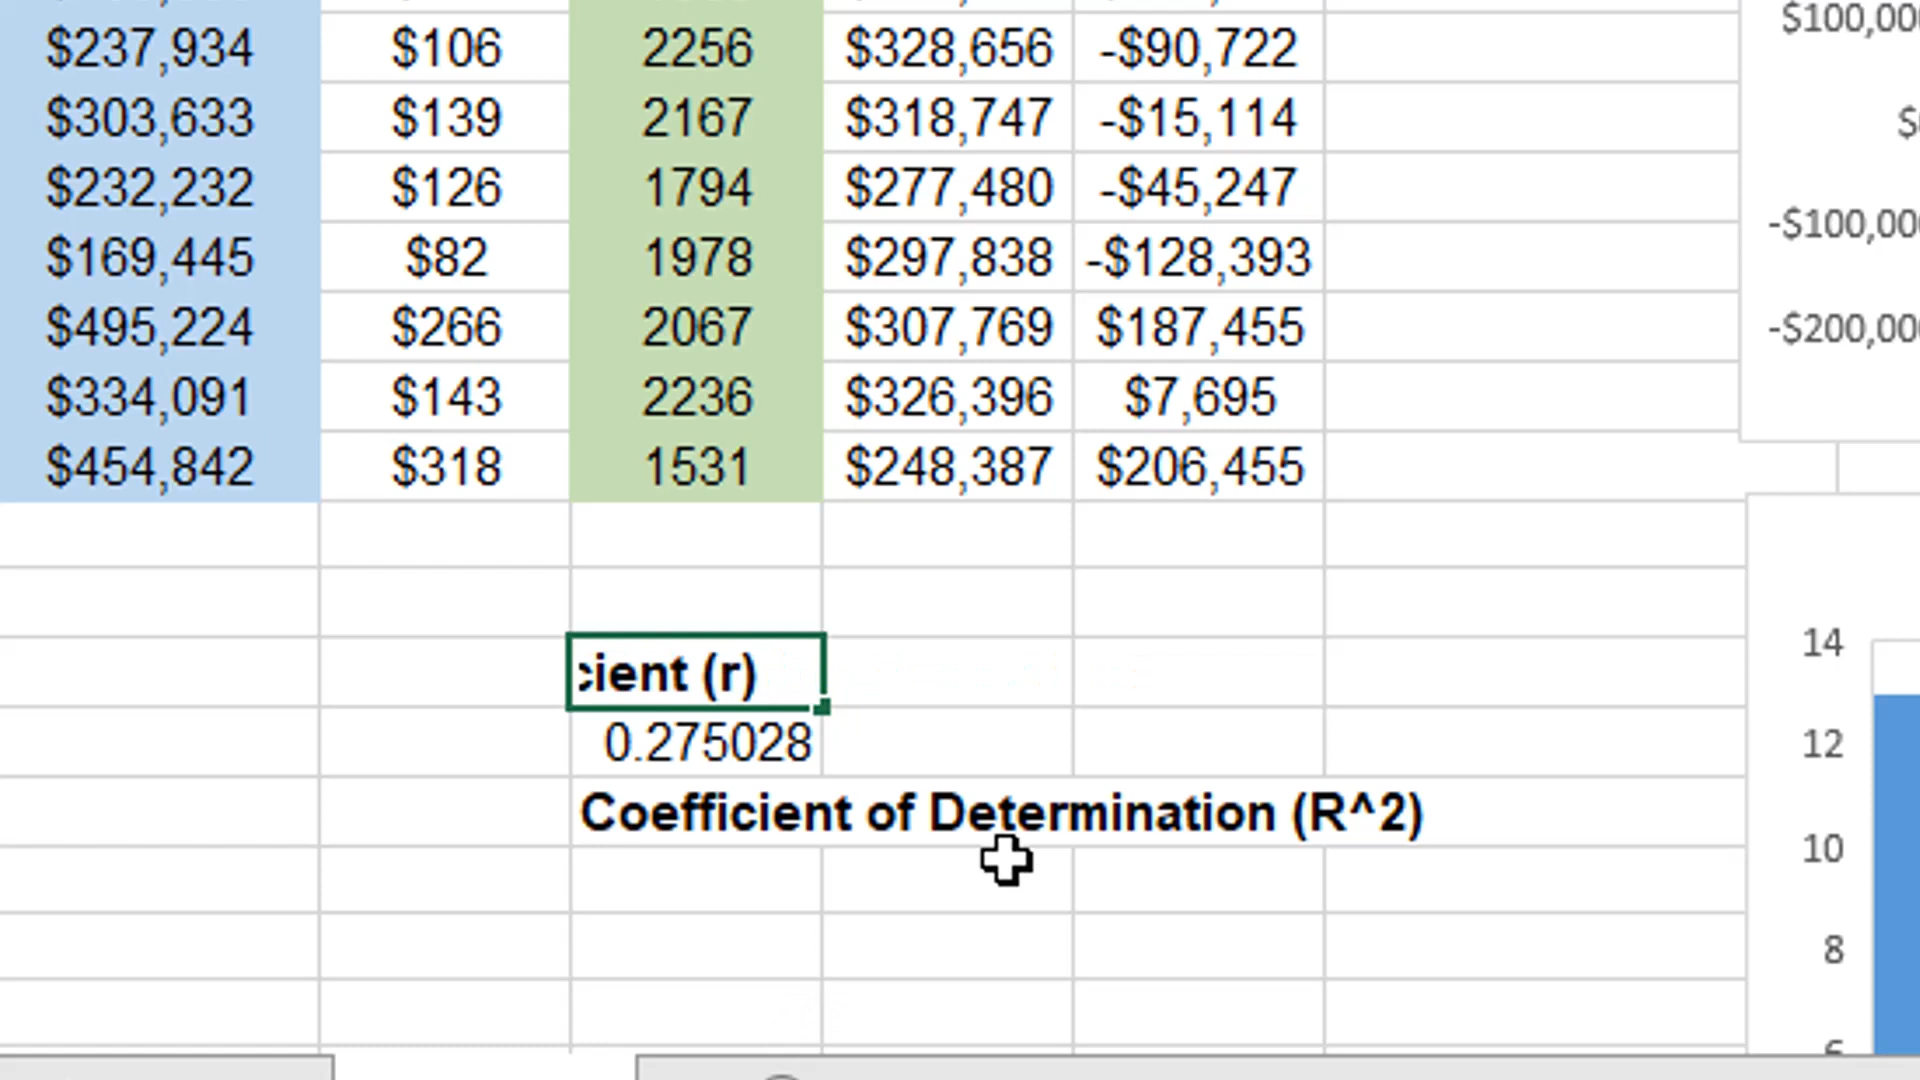 $237,934 $106 2256 $328,656 -$90,722
$303,633 $139 2167 $318,747 -$15,114
$232,232 $126 1794 $277,480 -$45,247
$169,445 $82 1978 $297,838 -$128,393
$495,224 $266 2067 $307,769 $187,455
$334,091 $143 2236 $326,396 $7,695
$454,842 $318 1531 $248,387 $206,455
cient (r)
0.275028
Coefficient of Determination (R^2)
14
12
10
8